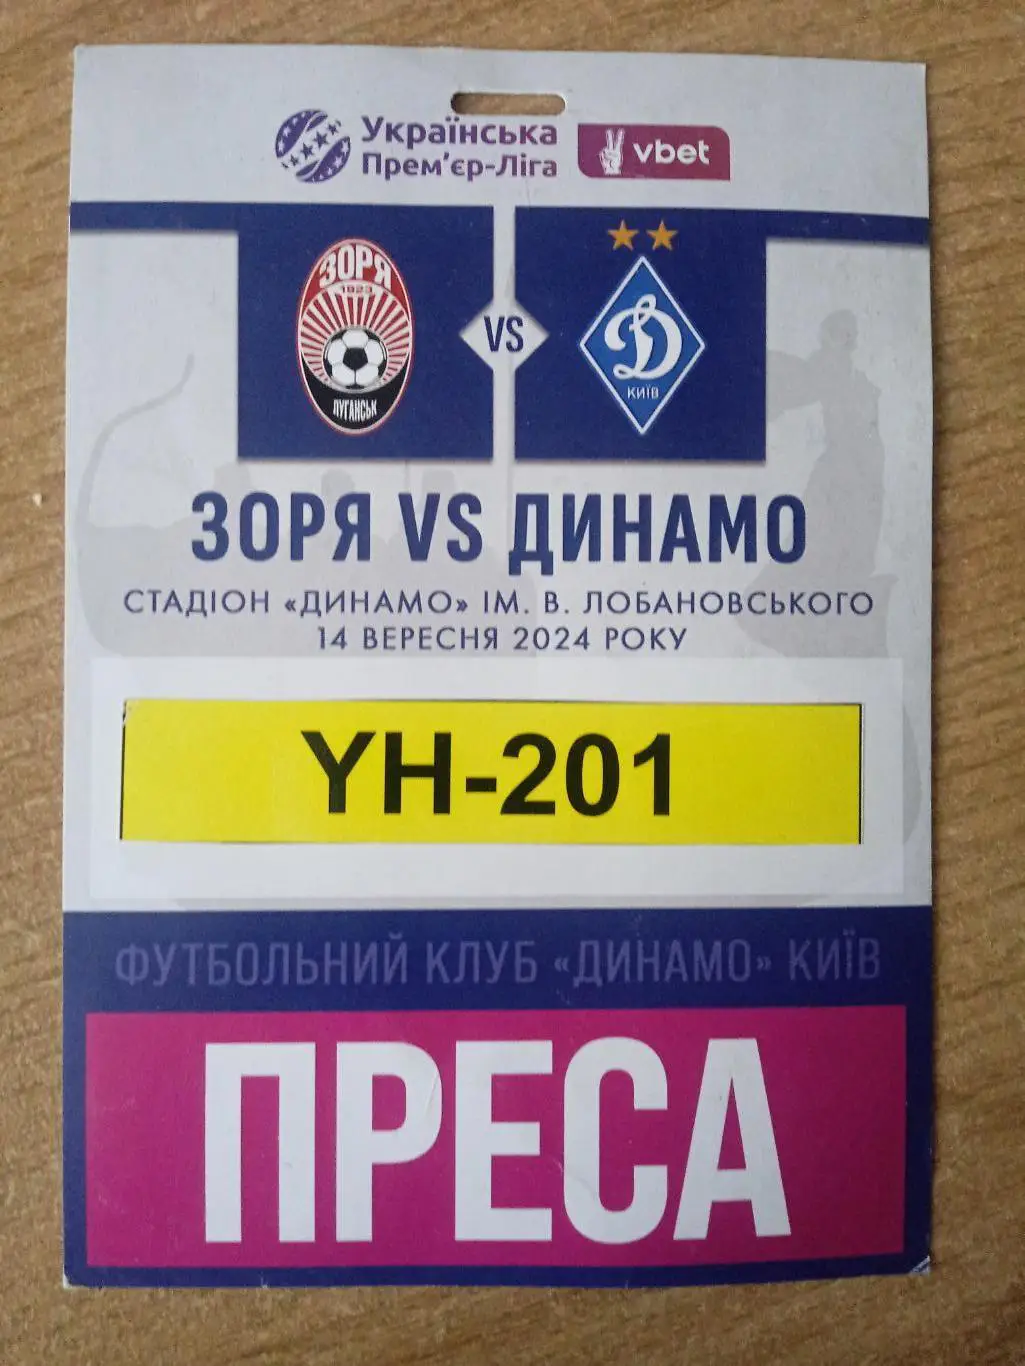 Українська
Прем'єр-Ліга
vbet
ЗОРЯ
1923
ЛУГАНСЬК
VS
Д
КИЇВ
ЗОРЯ VS ДИНАМО
СТАДІОН «ДИНАМО» ІМ. В. ЛОБАНОВСЬКОГО
14 ВЕРЕСНЯ 2024 РОКУ
YH-201
ФУТБОЛЬНИЙ КЛУБ «ДИНАМО» КИЇВ
ПРЕСА